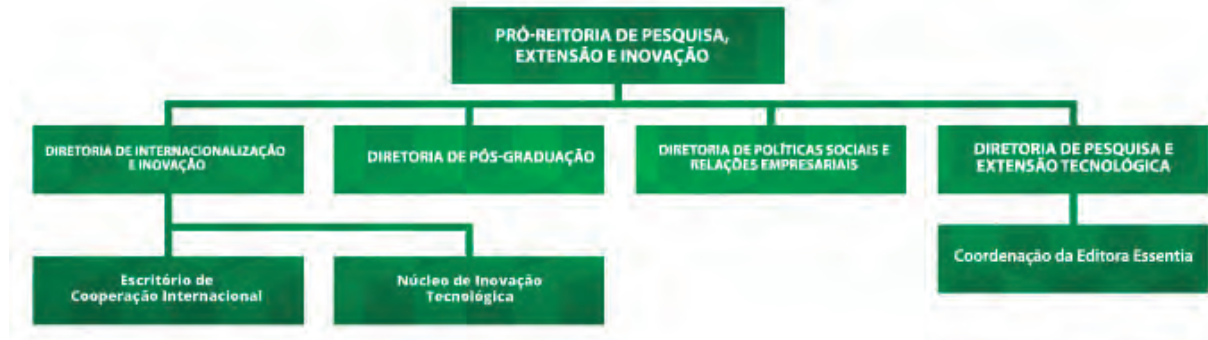 PRÓ-REITORIA DE PESQUISA,
EXTENSÃO E INOVAÇÃO
DIRETORIA DE INTERNACIONALIZAÇÃO
E INOVAÇÃO
DIRETORIA DE PÓS-GRADUAÇÃO
DIRETORIA DE POLÍTICAS SOCIAIS E
RELAÇÕES EMPRESARIAIS
DIRETORIA DE PESQUISA E
EXTENSÃO TECNOLÓGICA
Escritório de
Cooperação Internacional
Núcleo de Inovação
Tecnológica
Coordenação da Editora Essentia